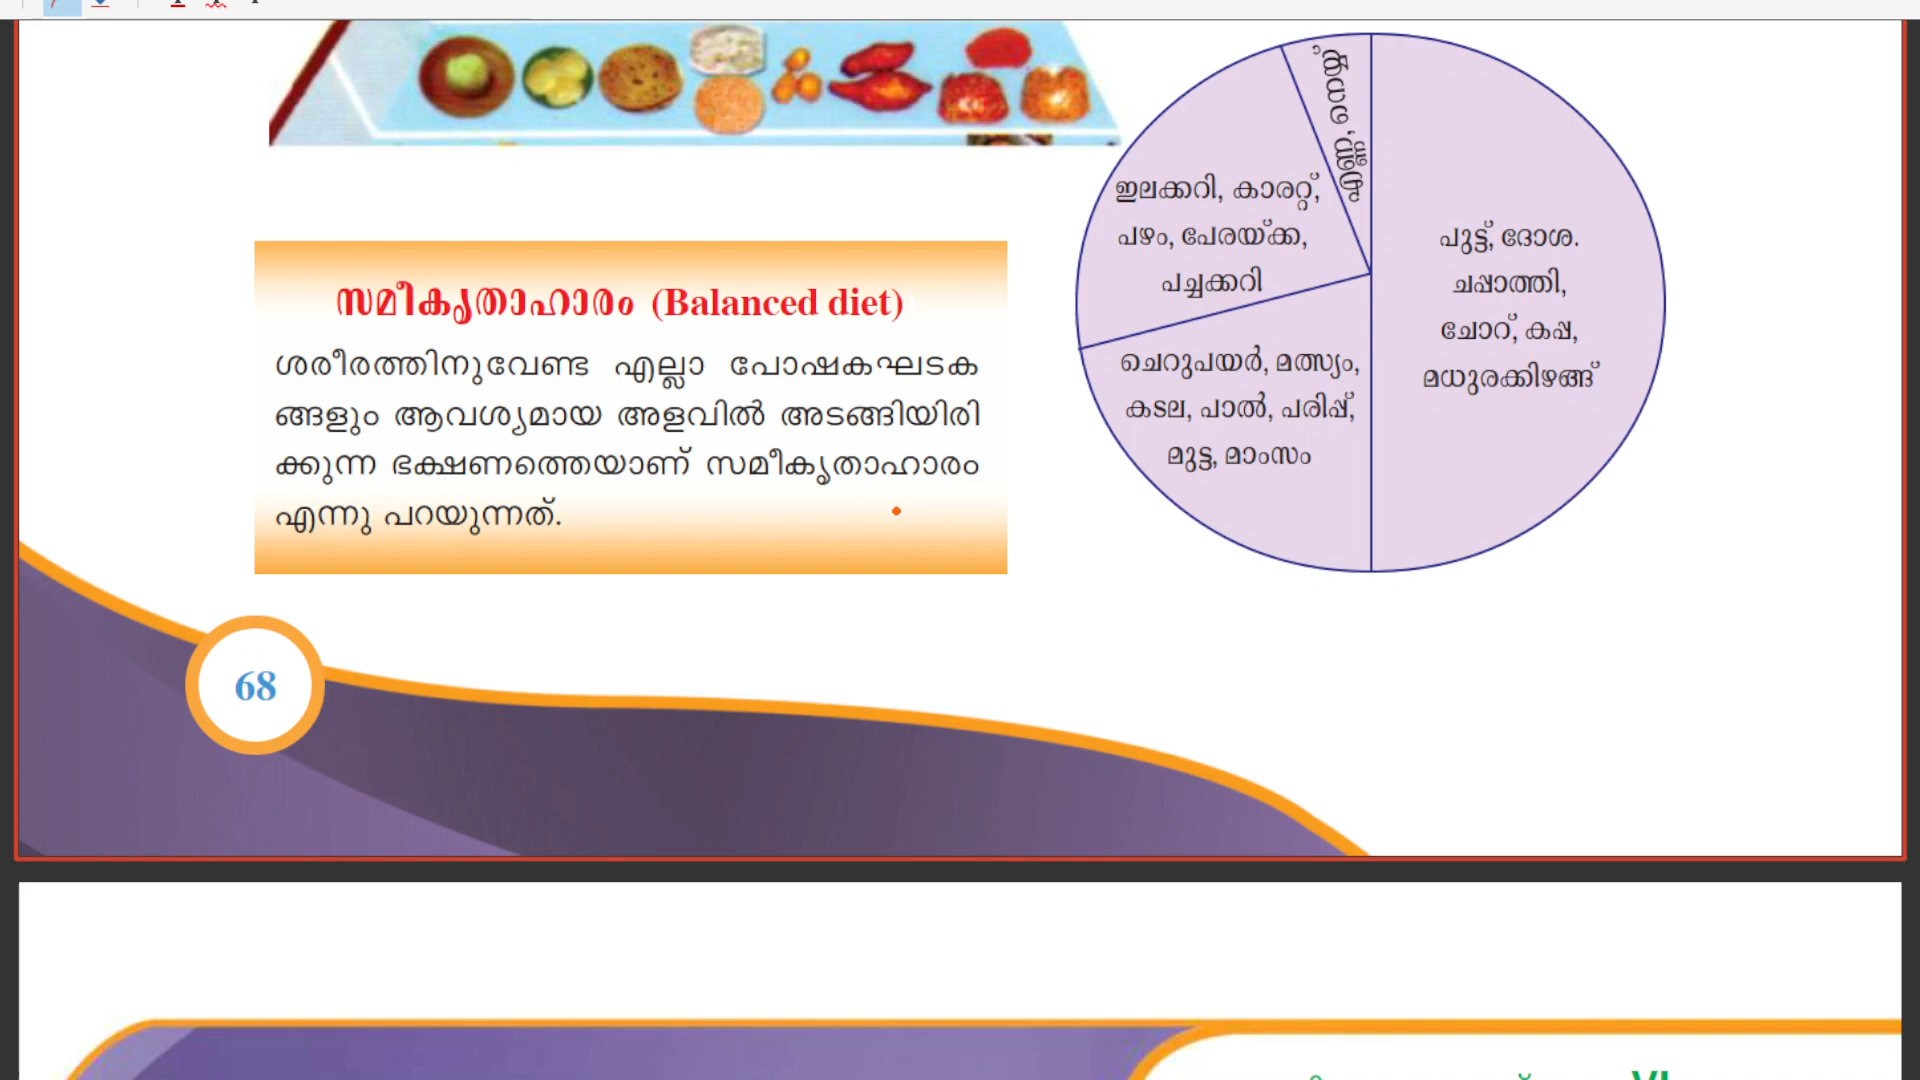 ഇലക്കറി, കാരറ്റ്,
പഴം, പേരയ്ക്ക,
പച്ചക്കറി
പുട്ട്, ദോശ.
ചപ്പാത്തി,
ചോറ്, കപ്പ,
മധുരക്കിഴങ്ങ്
ചെറുപയർ, മത്സ്യം,
കടല, പാൽ, പരിപ്പ്,
മുട്ട, മാംസം
സമീകൃതാഹാരം (Balanced diet)
ശരീരത്തിനുവേണ്ട എല്ലാ പോഷകഘടക
ങ്ങളും ആവശ്യമായ അളവിൽ അടങ്ങിയിരി
ക്കുന്ന ഭക്ഷണത്തെയാണ് സമീകൃതാഹാരം
എന്നു പറയുന്നത്.
68
VI